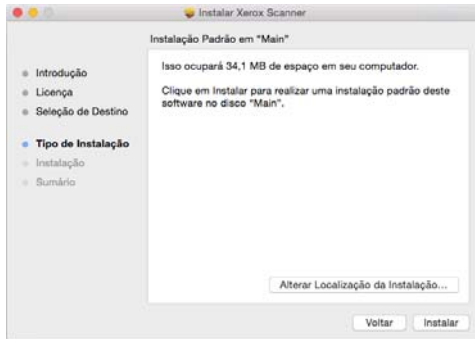 Instalar Xerox Scanner
Instalação Padrão em "Main"
Introdução
Licença
Seleção de Destino
Tipo de Instalação
Instalação
Sumário
Isso ocupará 34,1 MB de espaço em seu computador.
Clique em Instalar para realizar uma instalação padrão deste
software no disco "Main".
Alterar Localização da Instalação...
Voltar
Instalar